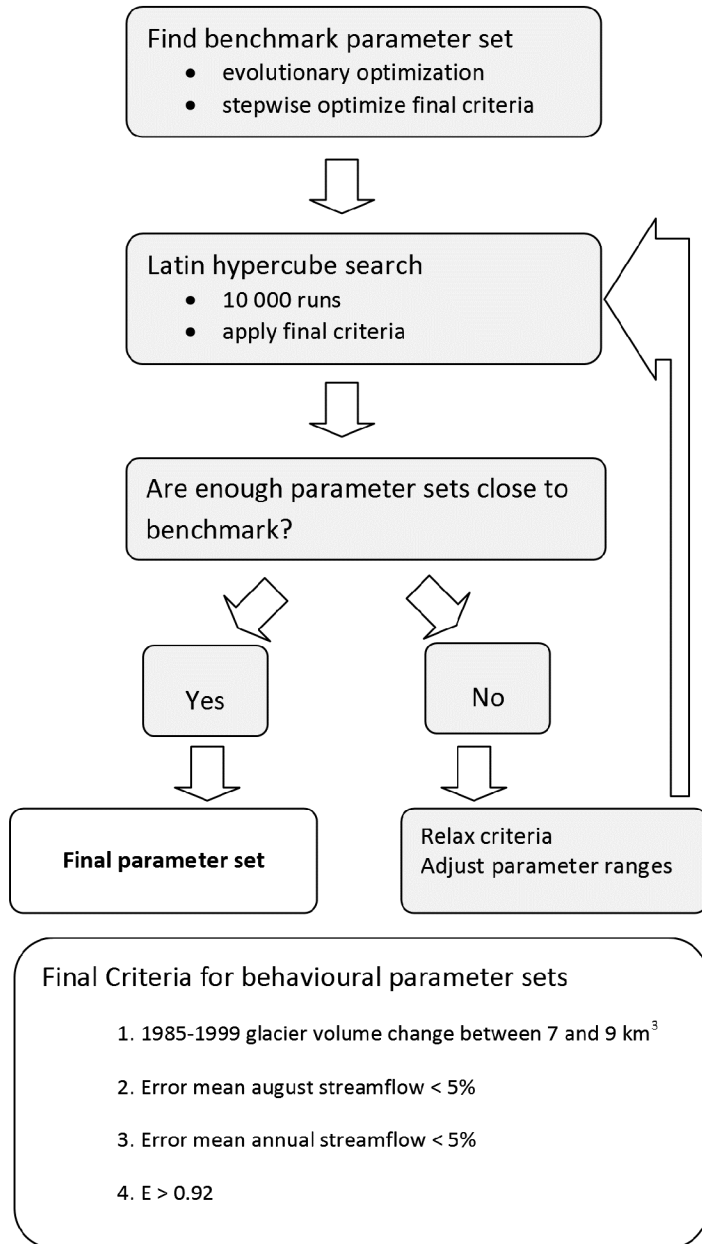 Find benchmark parameter set
• evolutionary optimization
• stepwise optimize final criteria
Latin hypercube search
• 10 000 runs
• apply final criteria
Are enough parameter sets close to
benchmark?
Yes
No
Final parameter set
Relax criteria
Adjust parameter ranges
Final Criteria for behavioural parameter sets
1. 1985-1999 glacier volume change between 7 and 9 km³
2. Error mean august streamflow < 5%
3. Error mean annual streamflow < 5%
4. E > 0.92